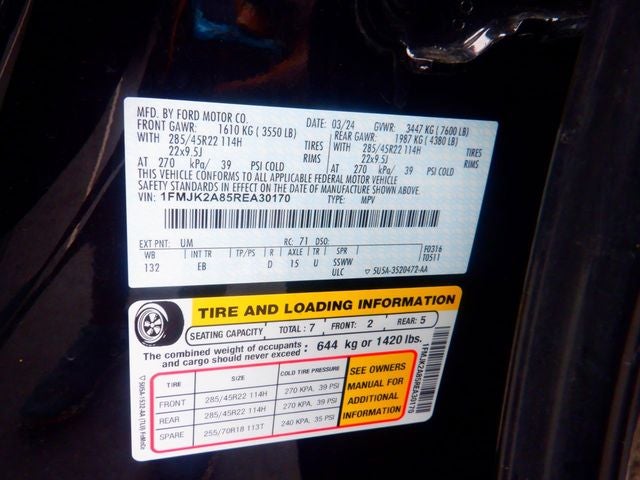 MFD. BY FORD MOTOR CO.
DATE: 03/24 GVWR: 3447 KG ( 7600 LB)
FRONT GAWR: 1610 KG ( 3550 LB) REAR GAWR: 1987 KG ( 4380 LB)
WITH 285/45R22 114H TIRES WITH 285/45R22 114H TIRES
22x9.5J RIMS 22x9.5J RIMS
AT 270 kPa/ 39 PSI COLD AT 270 kPa/ 39 PSI COLD
THIS VEHICLE CONFORMS TO ALL APPLICABLE FEDERAL MOTOR VEHICLE
SAFETY STANDARDS IN EFFECT ON THE DATE OF MANUFACTURE SHOWN ABOVE.
VIN: 1FMJK2A85REA30170 TYPE: MPV
EXT PNT: UM RC: 71 DSO: F0316
WB INT TR TP/PS R AXLE TR SPR T0511
132 EB D 15 U SSWW
ULC ▽ 5U5A-3520472-AA
TIRE AND LOADING INFORMATION
SEATING CAPACITY TOTAL: 7 FRONT: 2 REAR: 5
The combined weight of occupants and cargo should never exceed : 644 kg or 1420 lbs.
TIRE SIZE COLD TIRE PRESSURE
FRONT 285/45R22 114H 270 KPA, 39 PSI
REAR 285/45R22 114H 270 KPA, 39 PSI
SPARE 255/70R18 113T 240 KPA, 35 PSI
SEE OWNERS
MANUAL FOR
ADDITIONAL
INFORMATION
1FMJK2A85REA30170